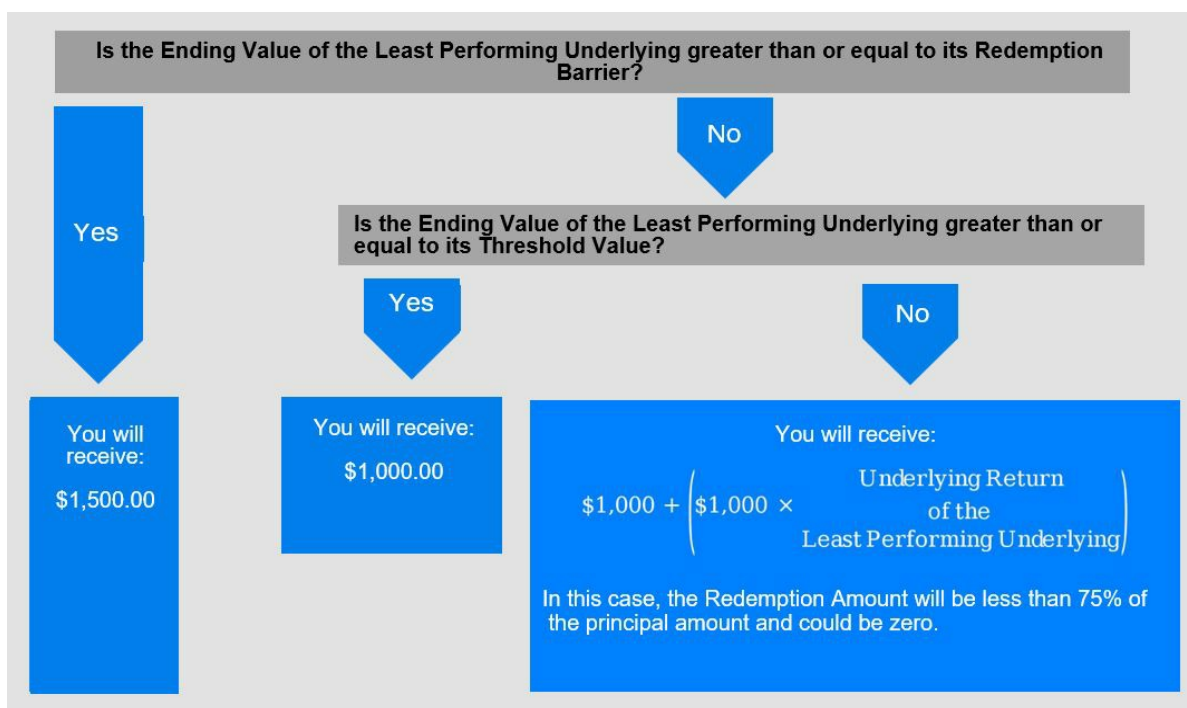 Is the Ending Value of the Least Performing Underlying greater than or equal to its Redemption
Barrier?
Yes
No
Is the Ending Value of the Least Performing Underlying greater than or
equal to its Threshold Value?
Yes
No
You will
receive:
$1,500.00
You will receive:
$1,000.00
You will receive:
$1,000 + ($1,000 × Underlying Return
of the
Least Performing Underlying)
In this case, the Redemption Amount will be less than 75% of
the principal amount and could be zero.